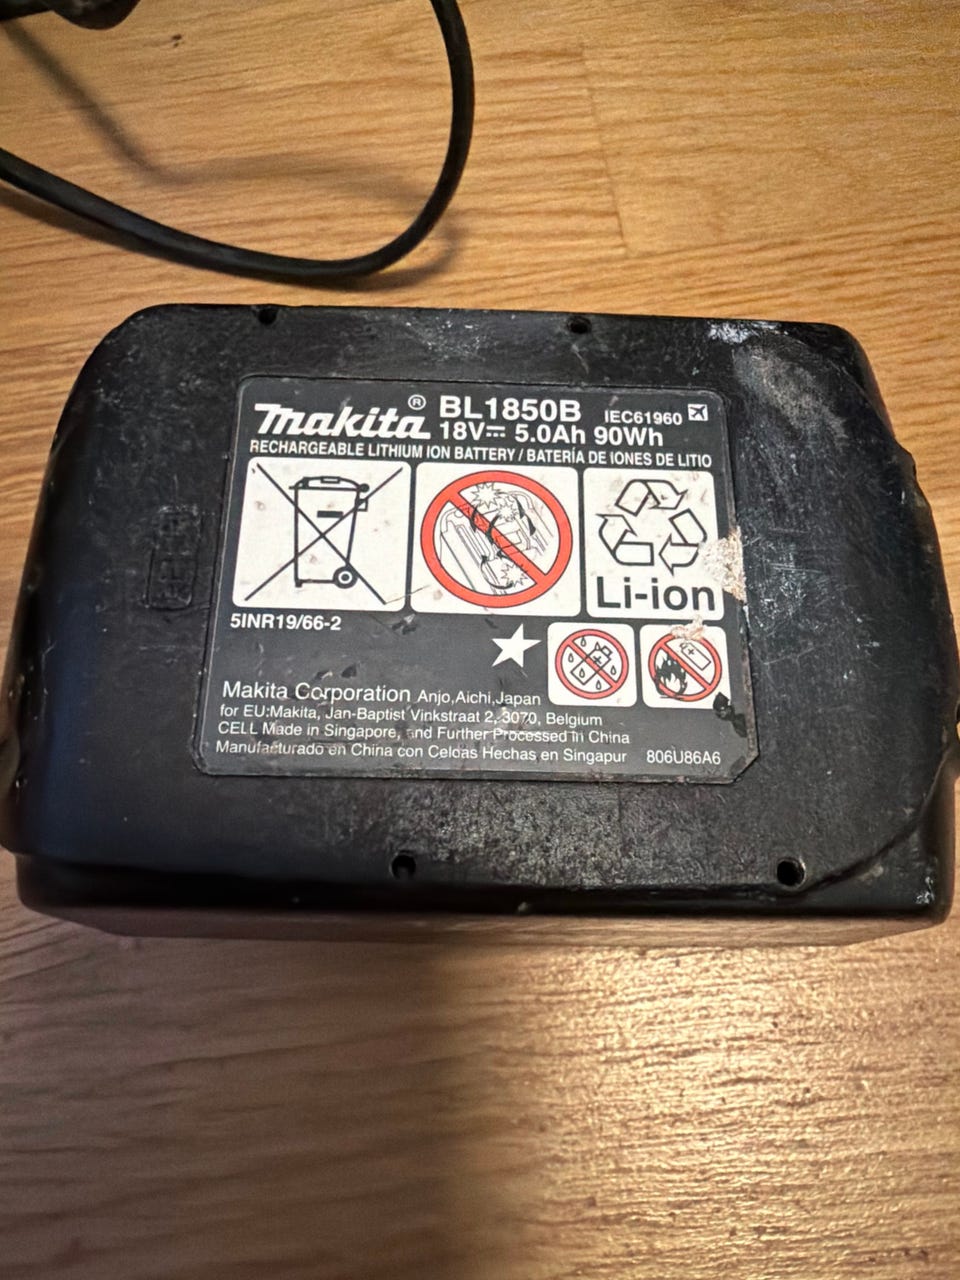 makita® BL1850B IEC61960
18V 5.0Ah 90Wh
RECHARGEABLE LITHIUM ION BATTERY / BATERÍA DE IONES DE LITIO
Li-ion
5INR19/66-2
Makita Corporation Anjo,Aichi,Japan
for EU:Makita, Jan-Baptist Vinkstraat 2, 3070, Belgium
CELL Made in Singapore, and Further Processed in China
Manufacturado en China con Celdas Hechas en Singapur 806U86A6